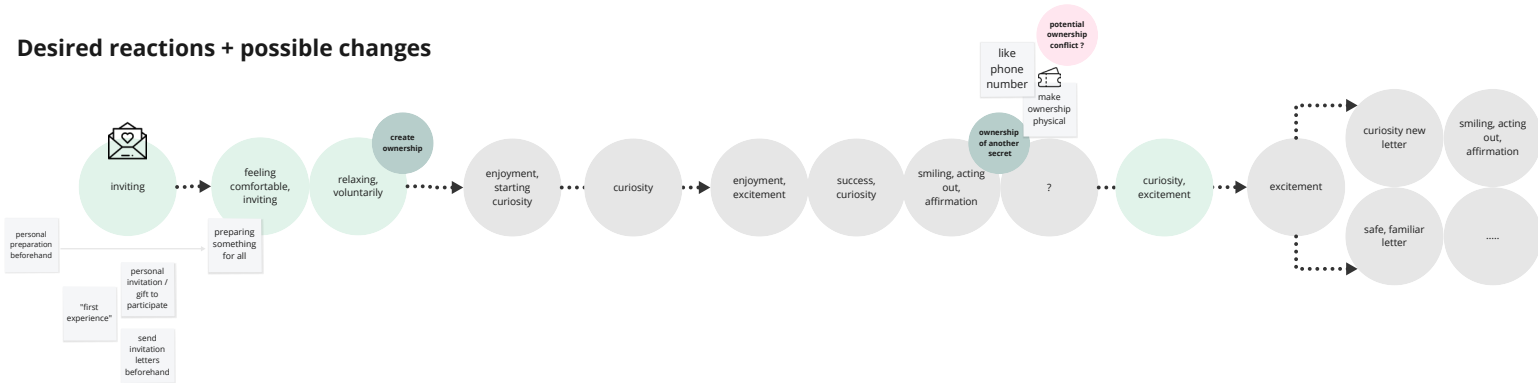 Desired reactions + possible changes
potential
ownership
conflict ?
like
phone
number
make
ownership
physical
create
ownership
ownership
of another
secret
inviting
feeling
comfortable,
inviting
relaxing,
voluntarily
enjoyment,
starting
curiosity
curiosity
enjoyment,
excitement
success,
curiosity
smiling, acting
out,
affirmation
?
curiosity,
excitement
excitement
curiosity new
letter
smiling, acting
out,
affirmation
safe, familiar
letter
.....
personal
preparation
beforehand
preparing
something
for all
personal
invitation /
gift to
participate
"first
experience"
send
invitation
letters
beforehand